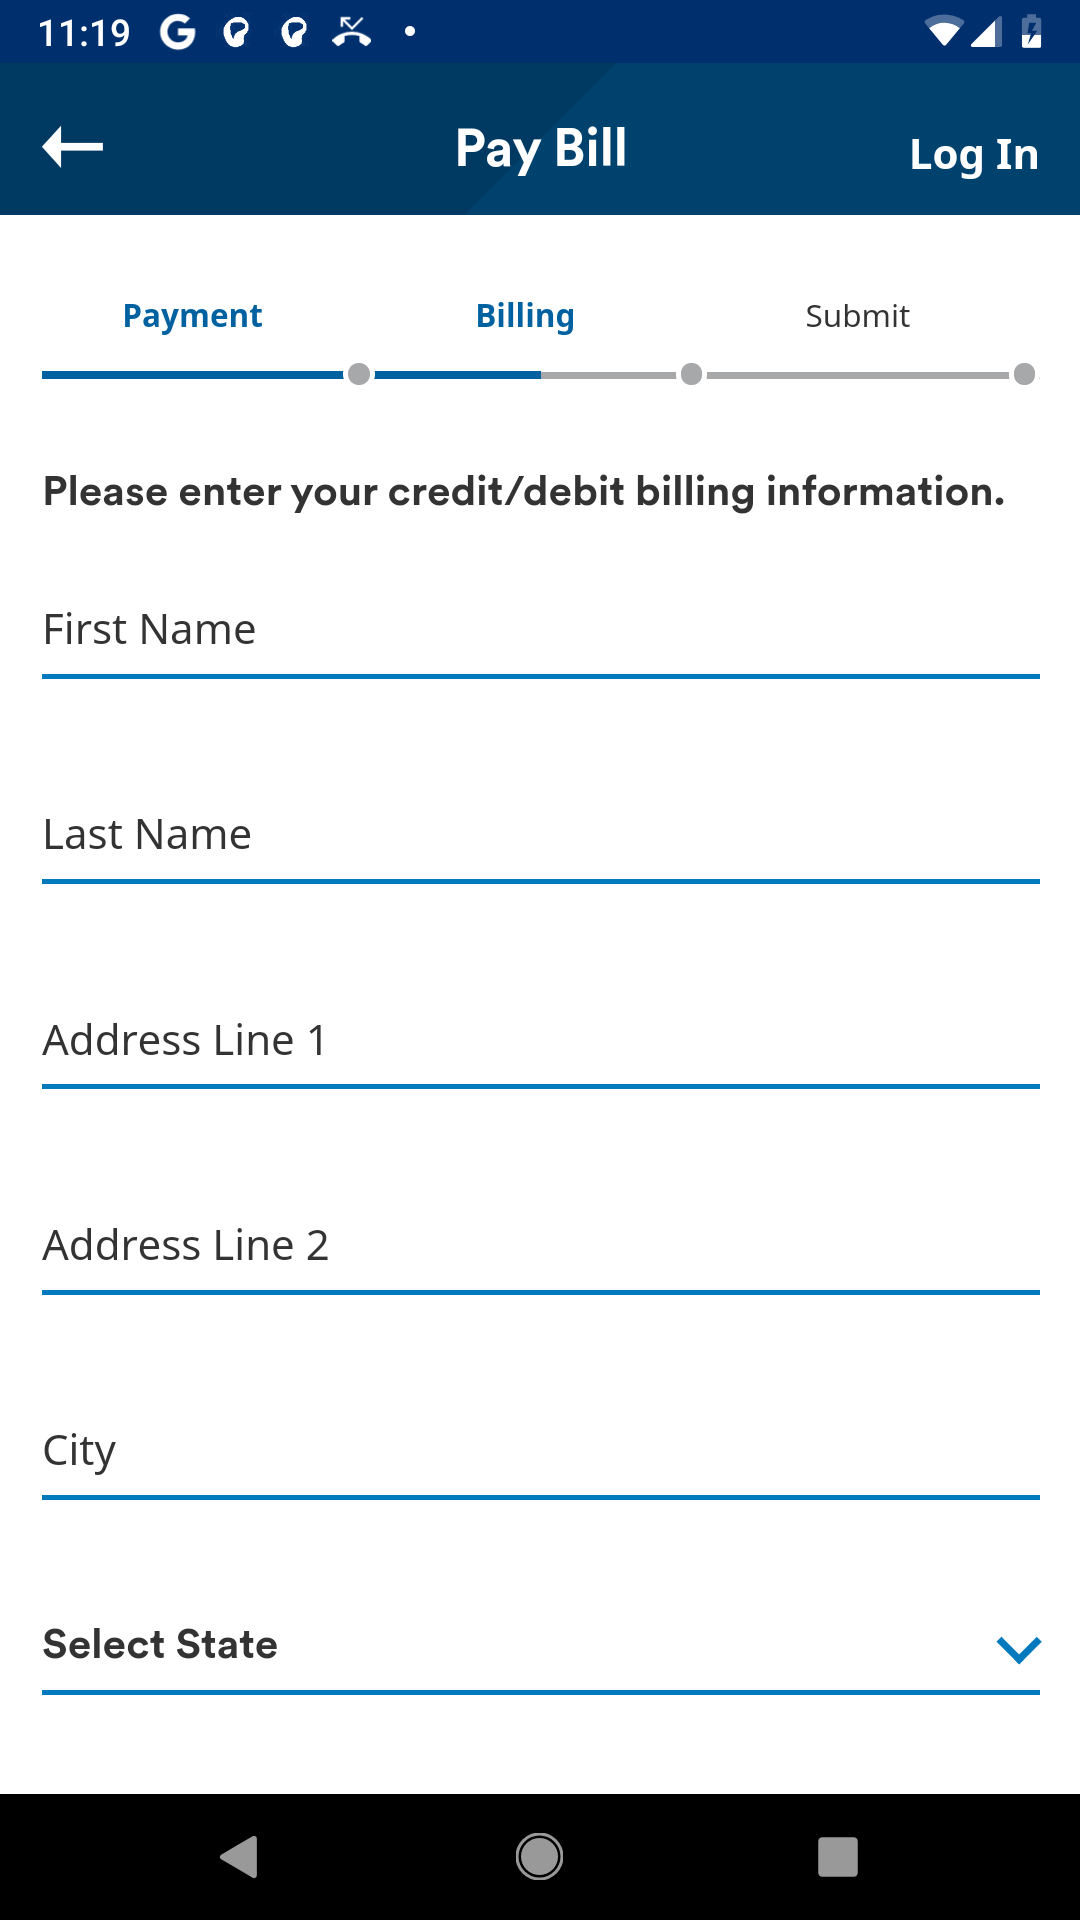 11:19
Pay Bill
Log In
Payment Billing Submit
Please enter your credit/debit billing information.
First Name
Last Name
Address Line 1
Address Line 2
City
Select State